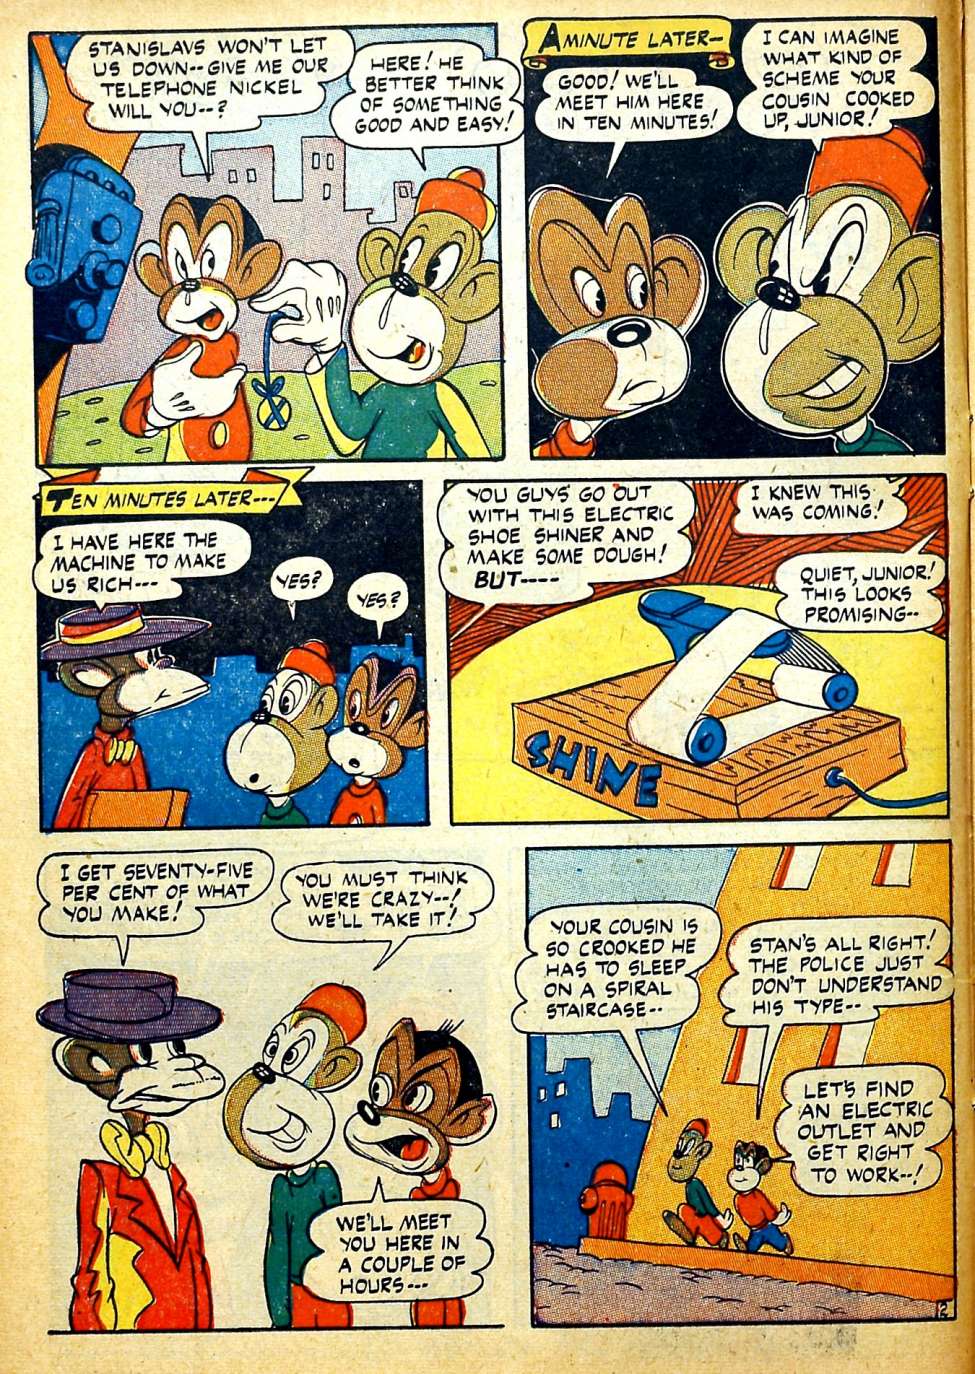 STANISLAVS WON'T LET
US DOWN--GIVE ME OUR
TELEPHONE NICKEL
WILL YOU--?
HERE! HE
BETTER THINK
OF SOMETHING
GOOD AND EASY!
A MINUTE LATER--
GOOD! WE'LL
MEET HIM HERE
IN TEN MINUTES!
I CAN IMAGINE
WHAT KIND OF
SCHEME YOUR
COUSIN COOKED
UP, JUNIOR!
TEN MINUTES LATER---
I HAVE HERE THE
MACHINE TO MAKE
US RICH---
YES?
YES?
YOU GUYS GO OUT
WITH THIS ELECTRIC
SHOE SHINER AND
MAKE SOME DOUGH!
BUT----
I KNEW THIS
WAS COMING!
QUIET, JUNIOR!
THIS LOOKS
PROMISING--
SHINE
I GET SEVENTY-FIVE
PER CENT OF WHAT
YOU MAKE!
YOU MUST THINK
WE'RE CRAZY--!
WE'LL TAKE IT!
WE'LL MEET
YOU HERE IN
A COUPLE OF
HOURS---
YOUR COUSIN IS
SO CROOKED HE
HAS TO SLEEP
ON A SPIRAL
STAIRCASE--
STAN'S ALL RIGHT!
THE POLICE JUST
DON'T UNDERSTAND
HIS TYPE--
LET'S FIND
AN ELECTRIC
OUTLET AND
GET RIGHT
TO WORK--!
2